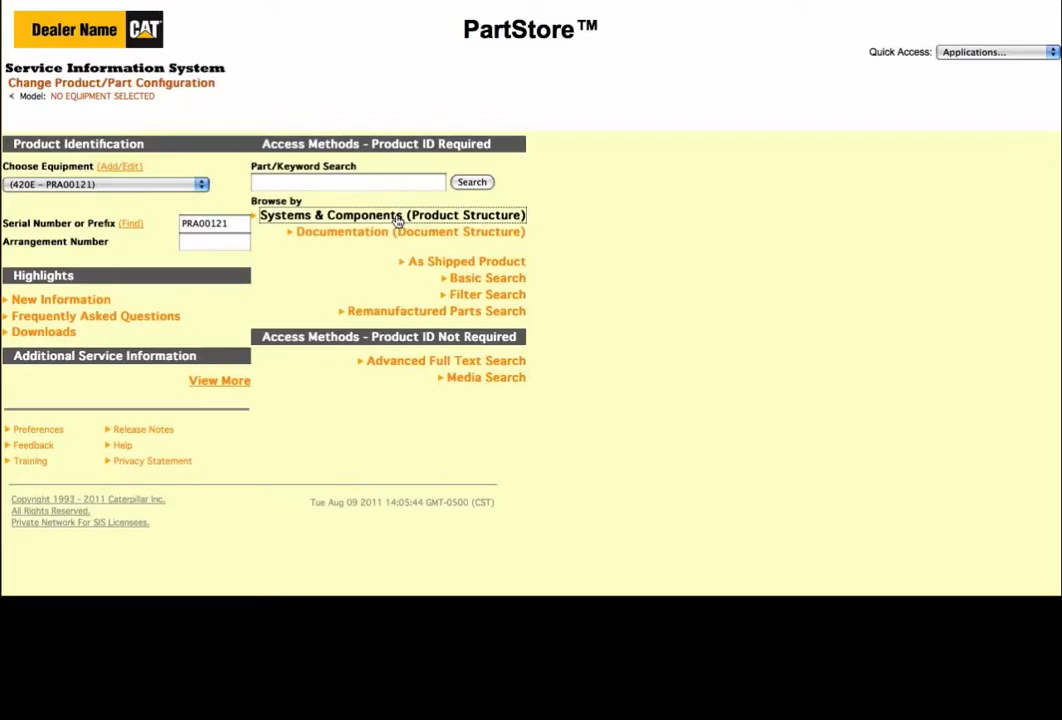 Dealer Name CAT
PartStore™
Quick Access: Applications...
Service Information System
Change Product/Part Configuration
< Model: NO EQUIPMENT SELECTED
Product Identification
Choose Equipment (Add/Edit)
(420E - PRA00121)
Serial Number or Prefix (Find) PRA00121
Arrangement Number
Highlights
New Information
Frequently Asked Questions
Downloads
Additional Service Information
View More
Access Methods - Product ID Required
Part/Keyword Search
Search
Browse by
Systems & Components (Product Structure)
Documentation (Document Structure)
As Shipped Product
Basic Search
Filter Search
Remanufactured Parts Search
Access Methods - Product ID Not Required
Advanced Full Text Search
Media Search
Preferences Release Notes
Feedback Help
Training Privacy Statement
Copyright 1993 - 2011 Caterpillar Inc.
All Rights Reserved.
Private Network For SIS Licensees.
Tue Aug 09 2011 14:05:44 GMT-0500 (CST)